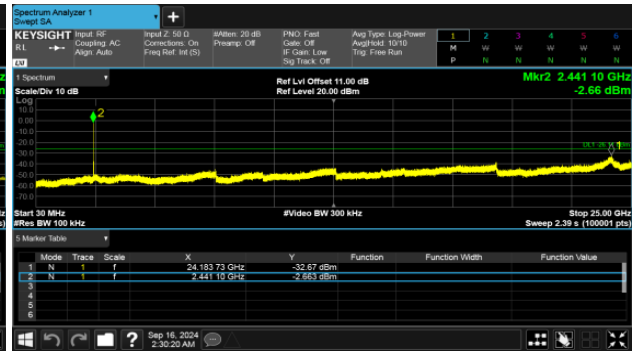 Spectrum Analyzer 1
Swept SA
+
KEYSIGHT Input: RF Input Z: 50 Ω #Atten: 20 dB PNO: Fast Avg Type: Log-Power 1 2 3 4 5 6
RL Coupling: AC Corrections: On Preamp: Off Gate: Off Avg|Hold: 10/10 M W W W W W
Align: Auto Freq Ref: Int (S) IF Gain: Low Trig: Free Run P N N N N N
LXI Sig Track: Off
1 Spectrum Ref Lvl Offset 11.00 dB Mkr2 2.441 10 GHz
Scale/Div 10 dB Ref Level 20.00 dBm -2.66 dBm
Log
10.0
0.00
-10.0
-20.0
-30.0
-40.0
-50.0
-60.0
-70.0
2
1
Start 30 MHz #Video BW 300 kHz Stop 25.00 GHz
#Res BW 100 kHz Sweep 2.39 s (100001 pts)
5 Marker Table
Mode Trace Scale X Y Function Function Width Function Value
1 N 1 f 24.183 73 GHz -32.67 dBm
2 N 1 f 2.441 10 GHz -2.663 dBm
3
4
5
6
? Sep 16, 2024
2:30:20 AM